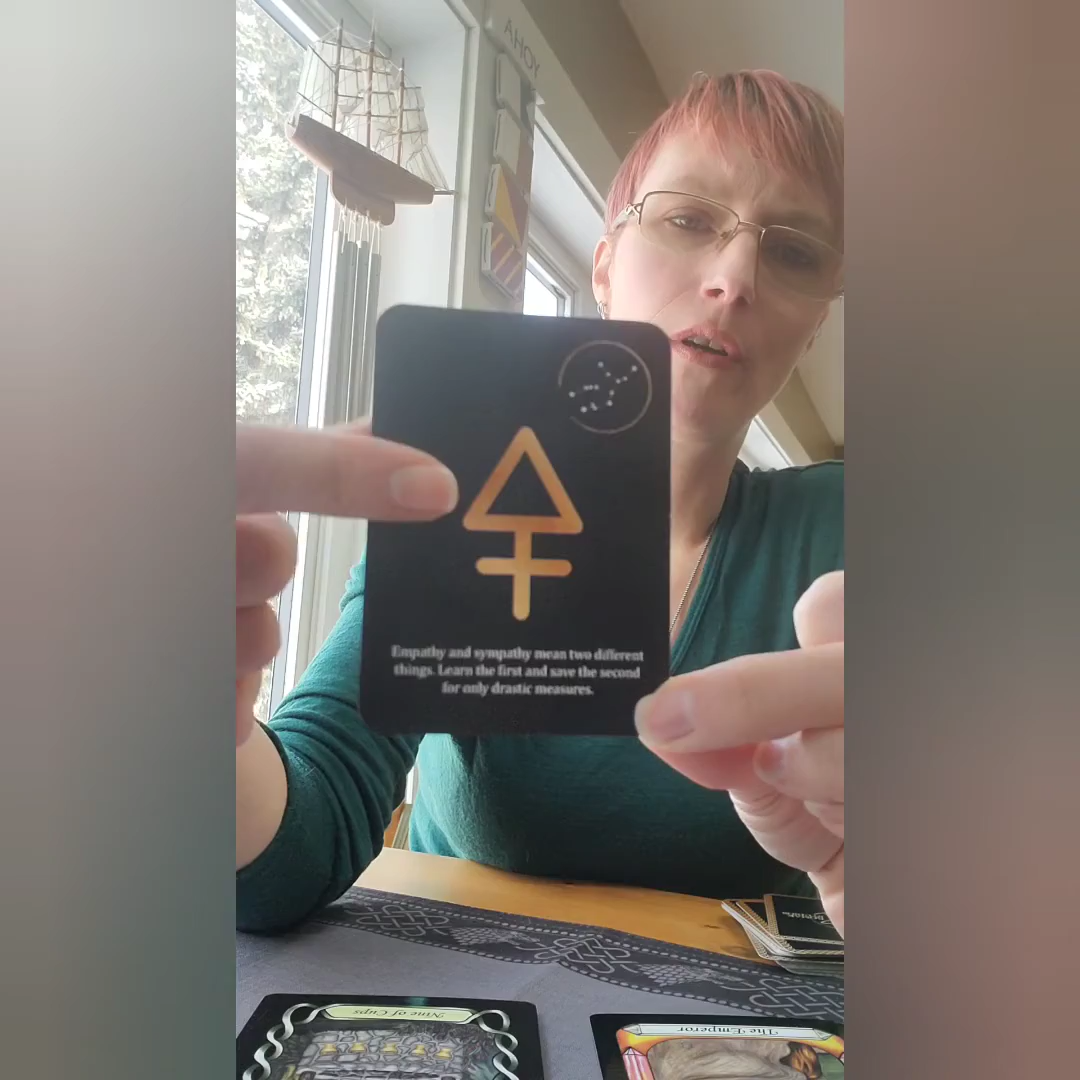 AHOY
Empathy and sympathy mean two different
things. Learn the first and save the second
for only drastic measures.
Nine of Cups
The Emperor